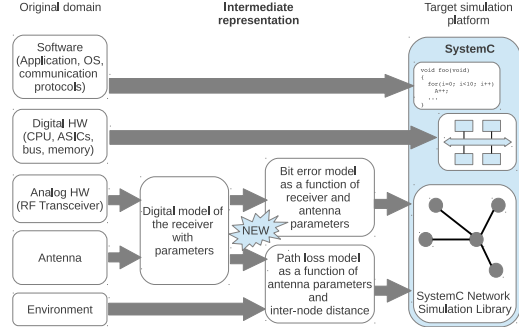 Original domain
Intermediate
representation
Target simulation
platform
Software
(Application, OS,
communication
protocols)
SystemC
void foo(void)
{
for(i=0; i<10; i++)
A++;
...
}
Digital HW
(CPU, ASICs,
bus, memory)
Analog HW
(RF Transceiver)
Digital model of
the receiver
with
parameters
Bit error model
as a function of
receiver and
antenna
parameters
NEW
Antenna
Path loss model
as a function of
antenna parameters
and
inter-node distance
Environment
SystemC Network
Simulation Library